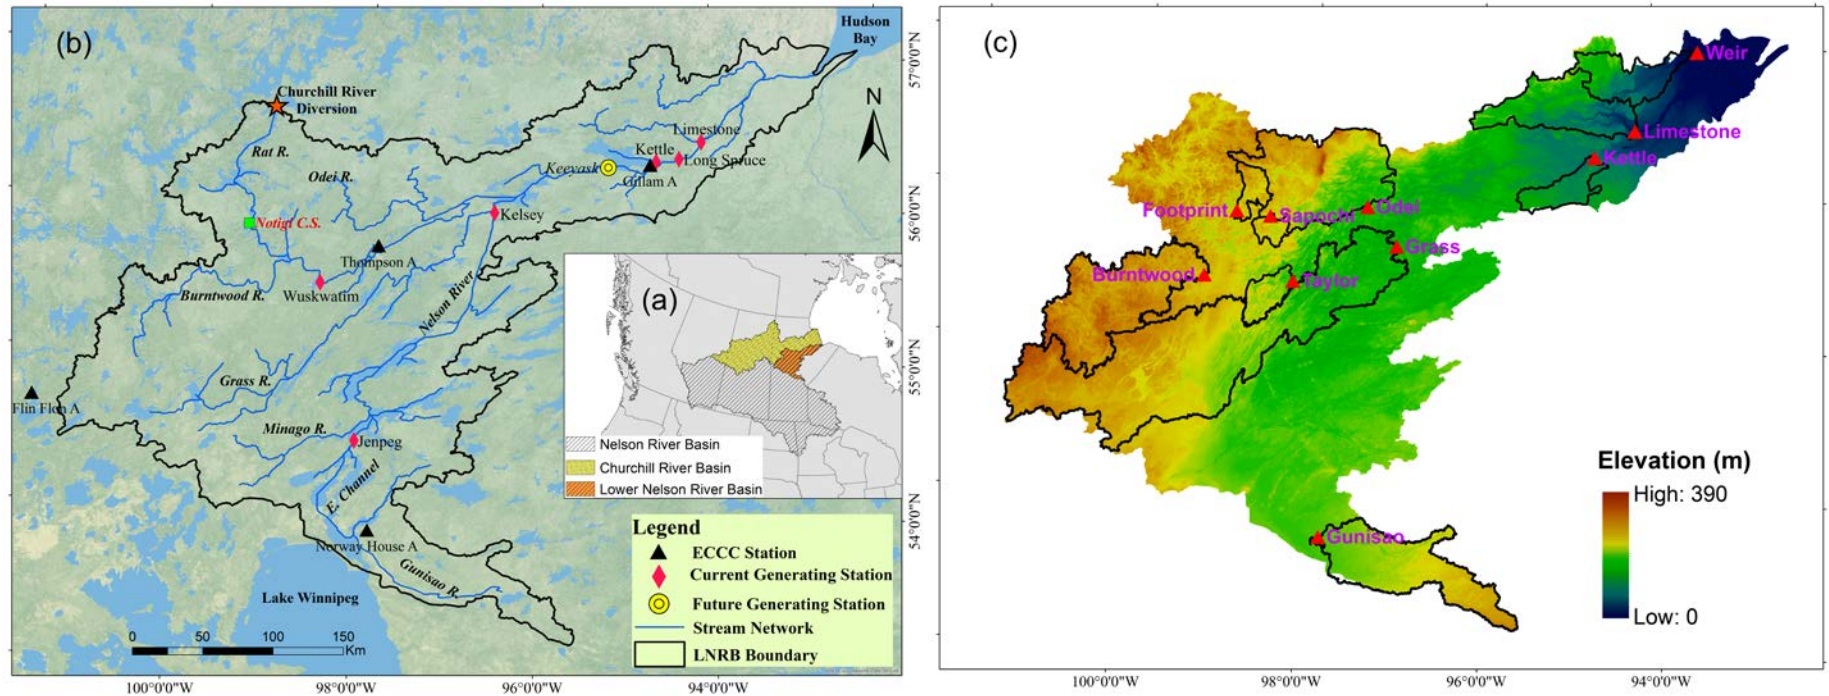 (b)
Hudson
Bay
57°0'0"N
Churchill River
Diversion
N
Rat R.
Limestone
Kettle
Long Spruce
Keeyask
Gillam A
Odei R.
Notigi C.S.
Kelsey
56°0'0"N
Thompson A
Burntwood R.
Wuskwatim
Nelson River
(a)
55°0'0"N
Grass R.
Flin Flon A
Minago R.
Jenpeg
Nelson River Basin
Churchill River Basin
Lower Nelson River Basin
E. Channel
54°0'0"N
Norway House A
Gunisao R.
Lake Winnipeg
Legend
ECCC Station
Current Generating Station
Future Generating Station
Stream Network
LNRB Boundary
0 50 100 150
Km
100°0'0"W 98°0'0"W 96°0'0"W 94°0'0"W
(c)
Weir
Limestone
Kettle
Footprint
Sapochi
Odei
Grass
Burntwood
Taylor
Gunisao
Elevation (m)
High: 390
Low: 0
100°0'0"W 98°0'0"W 96°0'0"W 94°0'0"W